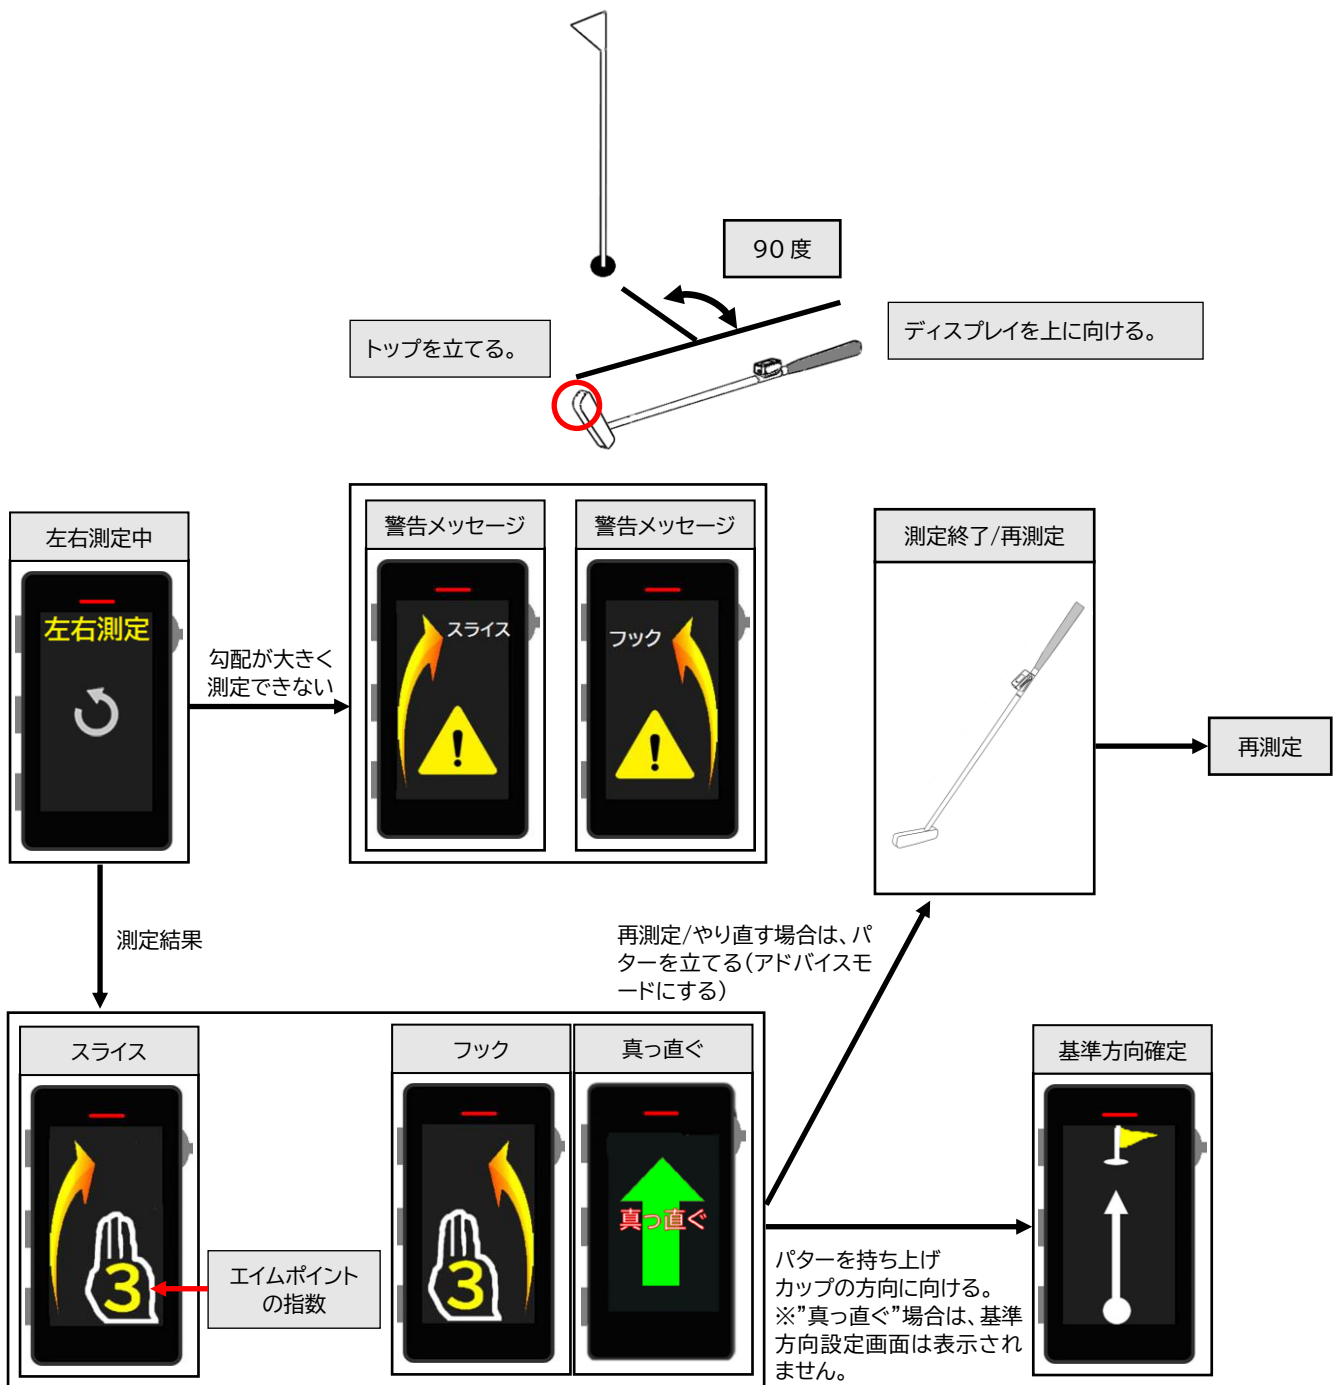 90 度
トップを立てる。
ディスプレイを上に向ける。
左右測定中
左右測定
勾配が大きく
測定できない
警告メッセージ
スライス
警告メッセージ
フック
測定終了/再測定
再測定
測定結果
再測定/やり直す場合は、パ
ターを立てる(アドバイスモ
ードにする)
スライス
3
エイムポイント
の指数
フック
3
真っ直ぐ
真っ直ぐ
パターを持ち上げ
カップの方向に向ける。
※”真っ直ぐ”場合は、基準
方向設定画面は表示され
ません。
基準方向確定